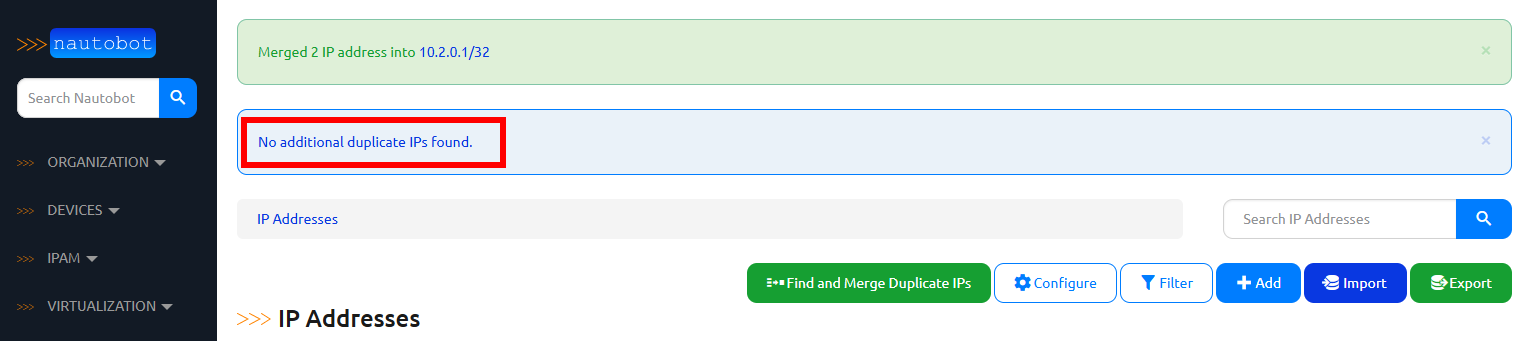 >>> nautobot
Search Nautobot
>>> ORGANIZATION
>>> DEVICES
>>> IPAM
>>> VIRTUALIZATION
Merged 2 IP address into 10.2.0.1/32 ×
No additional duplicate IPs found. ×
IP Addresses
Search IP Addresses
Find and Merge Duplicate IPs
Configure
Filter
Add
Import
Export
>>> IP Addresses